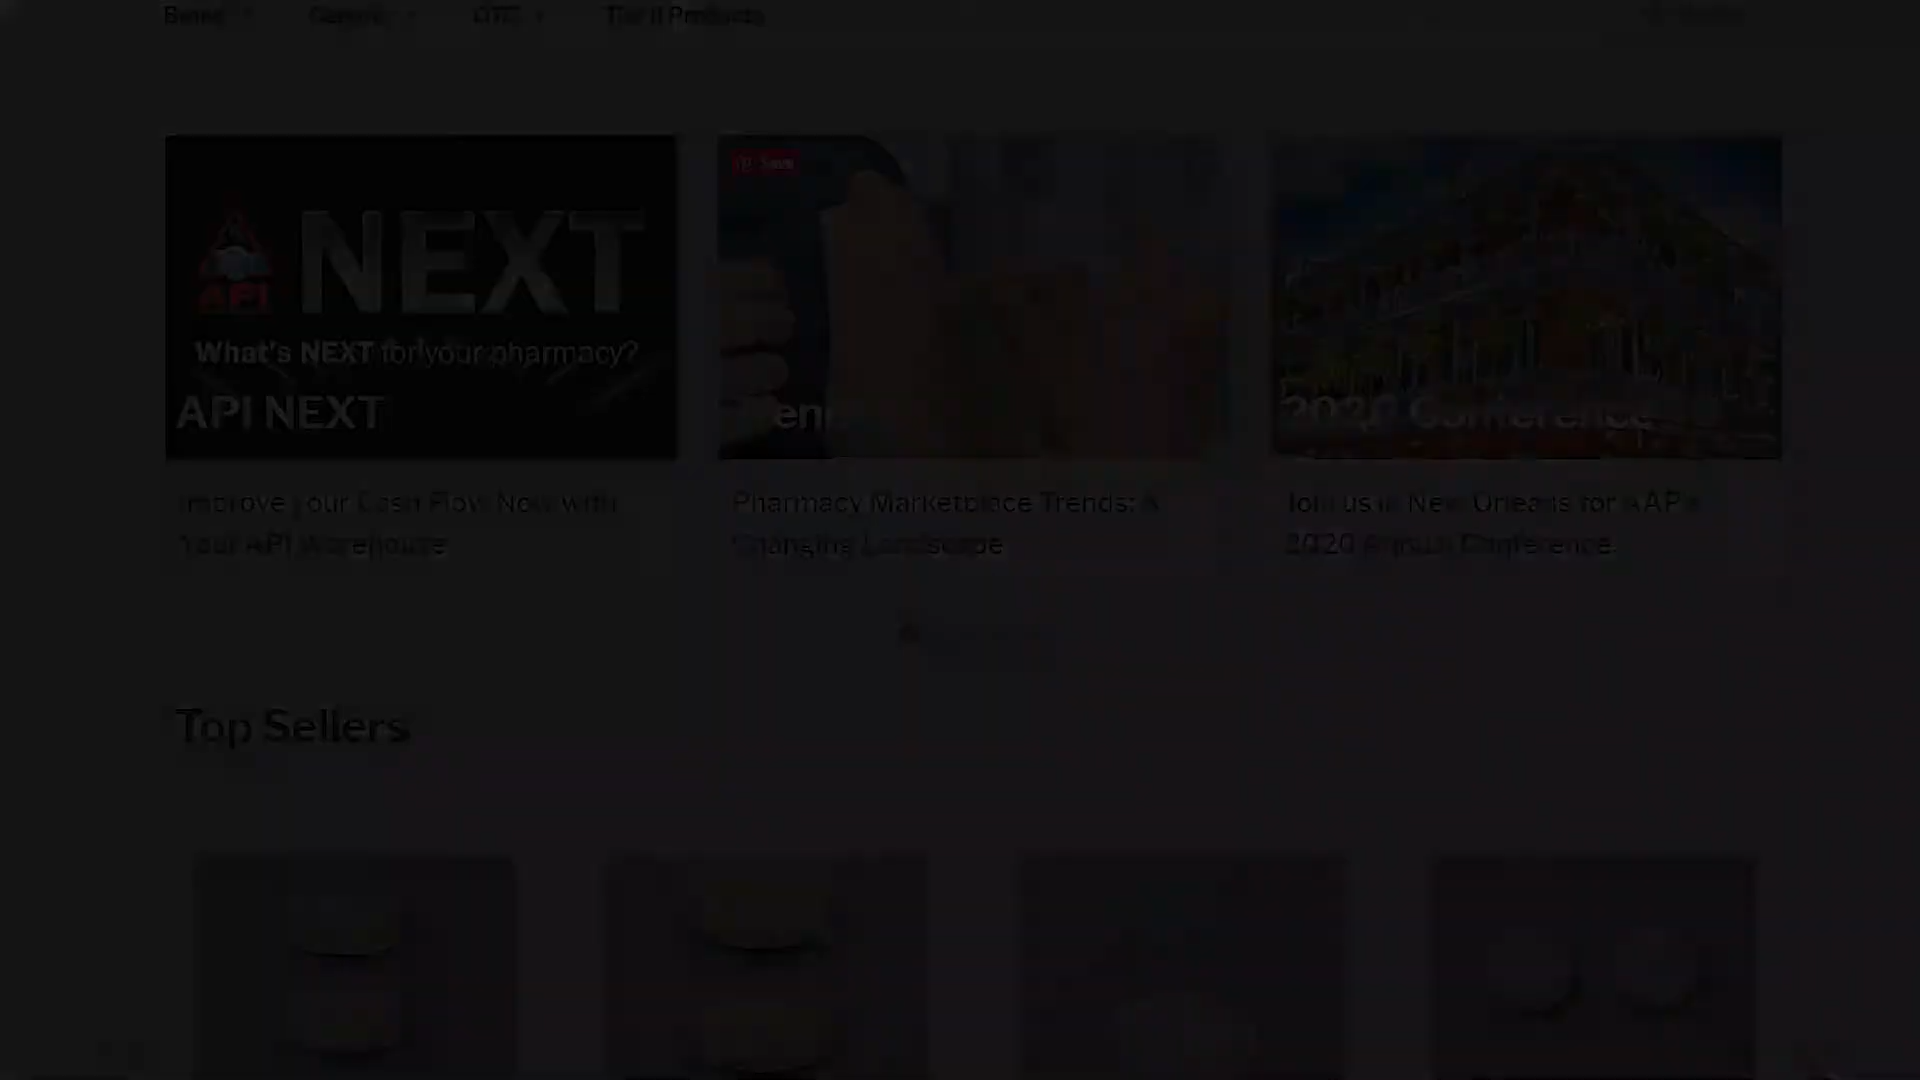 Brand
Generic
OTC
Tier II Products
API
NEXT
What's NEXT for your pharmacy?
API NEXT
Save
2020 Conference
Improve your Cash Flow Now with
Your API Warehouse
Pharmacy Marketplace Trends: A
Changing Landscape
Join us in New Orleans for AAP's
2020 Annual Conference
Top Sellers